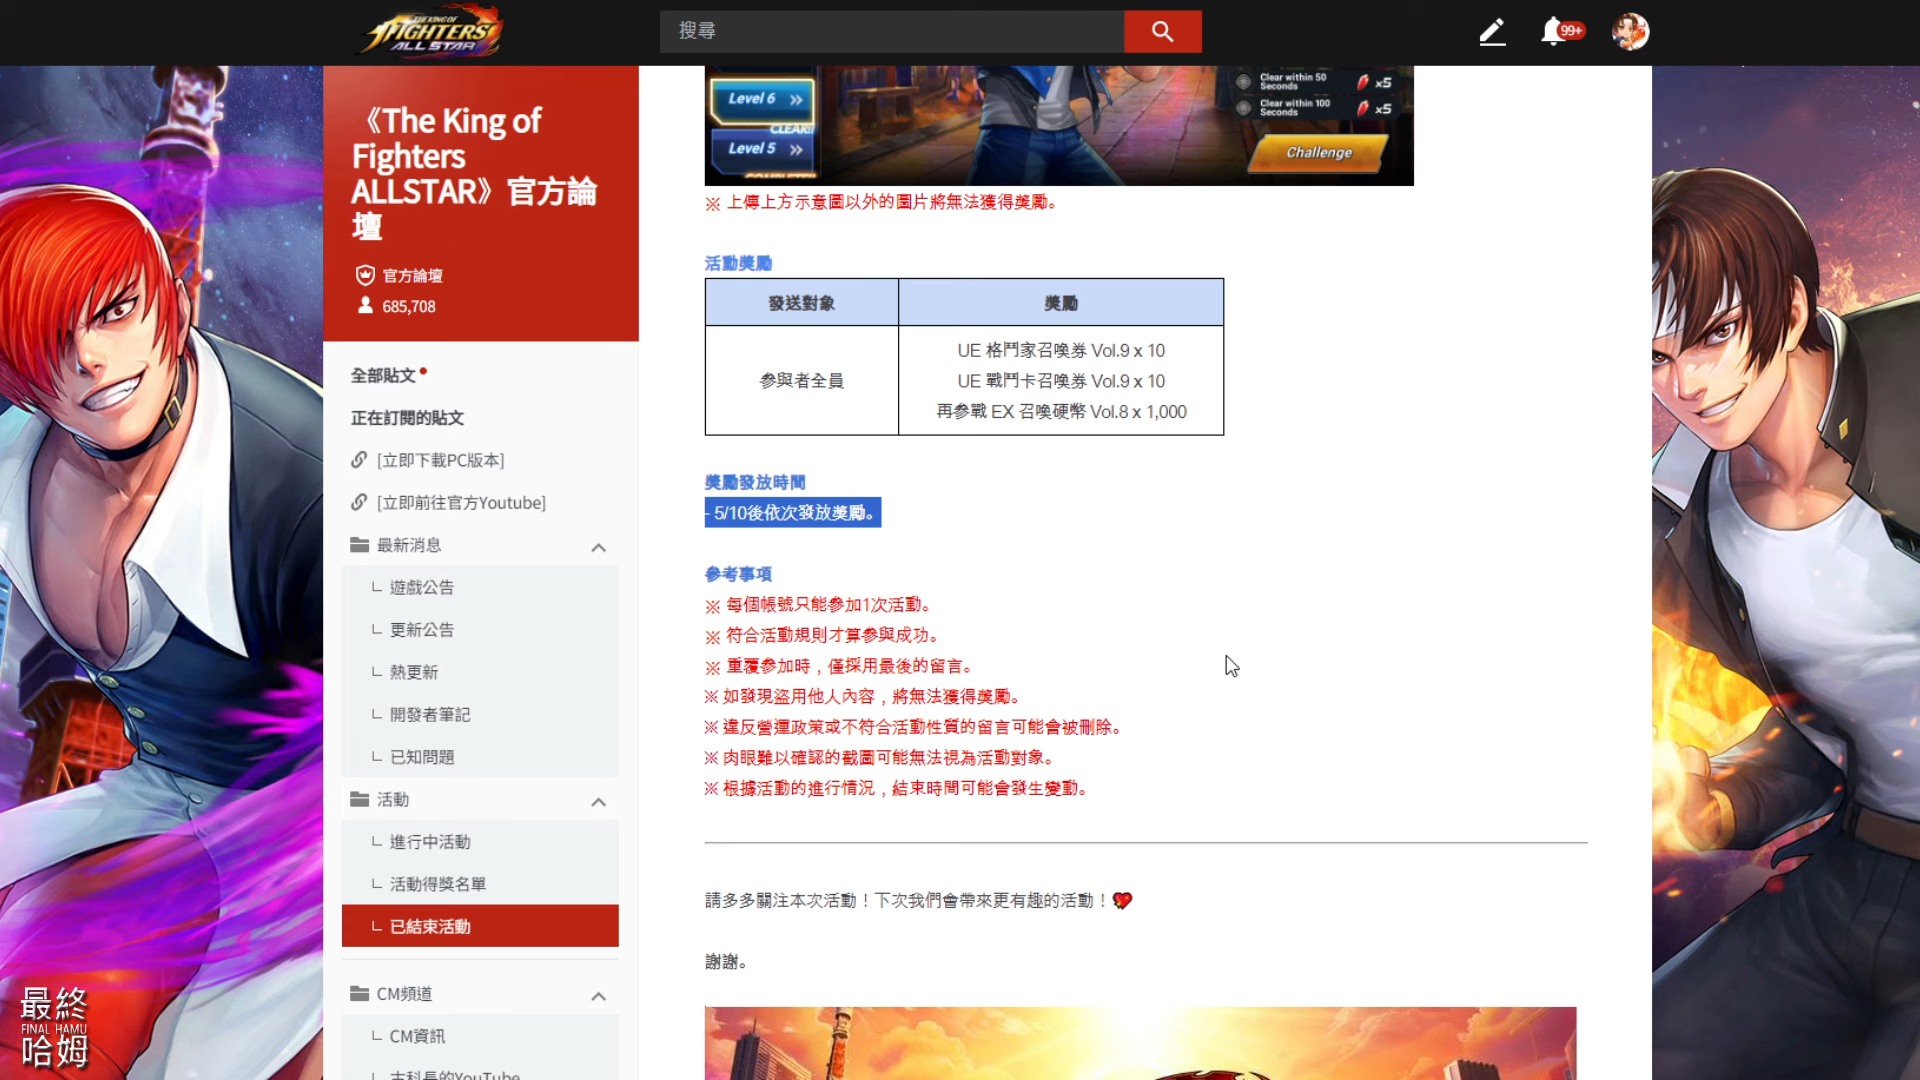 THE KING OF
FIGHTERS
ALL STAR
搜尋
99+
《The King of
Fighters
ALLSTAR》官方論
壇
官方論壇
685,708
全部貼文
正在訂閱的貼文
[立即下載PC版本]
[立即前往官方Youtube]
最新消息
遊戲公告
更新公告
熱更新
開發者筆記
已知問題
活動
進行中活動
活動得獎名單
已結束活動
CM頻道
CM資訊
古科長的YouTube
Level 6
CLEAR!
Level 5
COMPLETE!!
Clear within 50
Seconds
x5
Clear within 100
Seconds
x5
Challenge
※ 上傳上方示意圖以外的圖片將無法獲得獎勵。
活動獎勵
發送對象 獎勵
參與者全員
UE 格鬥家召喚券 Vol.9 x 10
UE 戰鬥卡召喚券 Vol.9 x 10
再參戰 EX 召喚硬幣 Vol.8 x 1,000
獎勵發放時間
- 5/10後依次發放獎勵。
參考事項
※ 每個帳號只能參加1次活動。
※ 符合活動規則才算參與成功。
※ 重覆參加時，僅採用最後的留言。
※ 如發現盜用他人內容，將無法獲得獎勵。
※ 違反營運政策或不符合活動性質的留言可能會被刪除。
※ 肉眼難以確認的截圖可能無法視為活動對象。
※ 根據活動的進行情況，結束時間可能會發生變動。
請多多關注本次活動！下次我們會帶來更有趣的活動！
謝謝。
最終
FINAL HAMU
哈姆